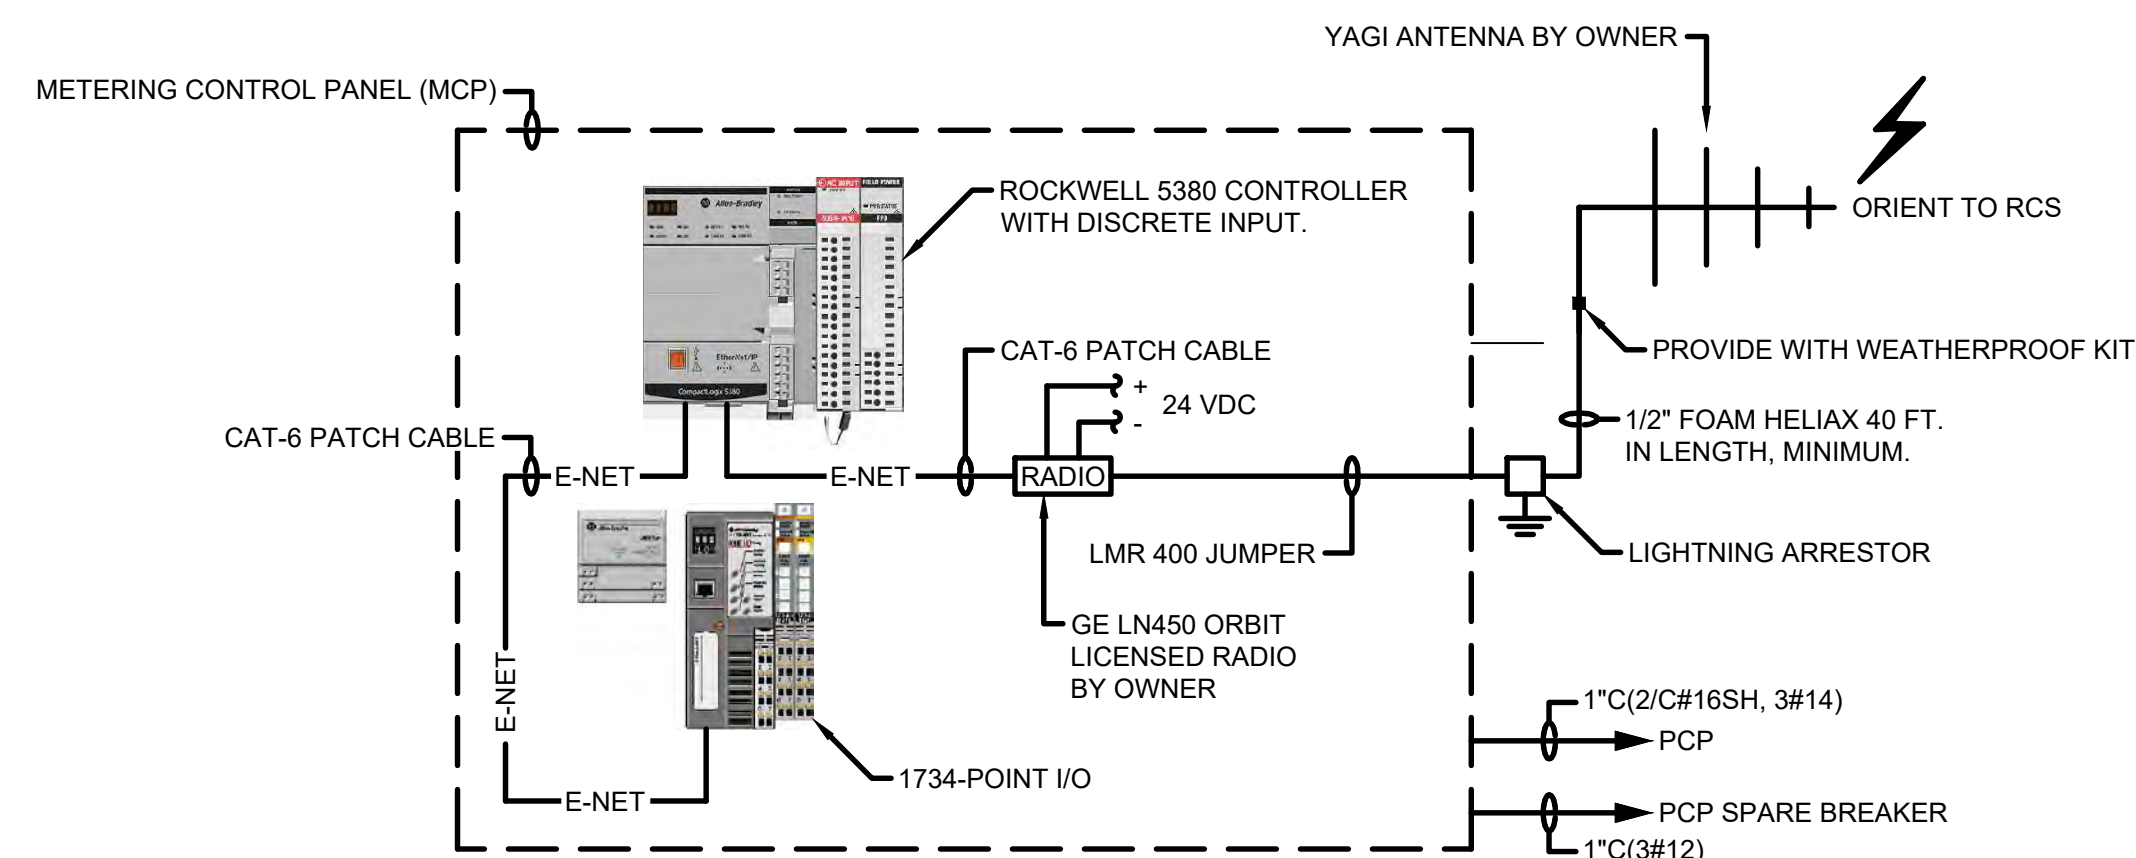 YAGI ANTENNA BY OWNER
METERING CONTROL PANEL (MCP)
Allen-Bradley
AC INPUT
FIELD POWER
ROCKWELL 5380 CONTROLLER
WITH DISCRETE INPUT.
ORIENT TO RCS
EtherNet/IP
CompactLogix 5380
CAT-6 PATCH CABLE
+
24 VDC
-
PROVIDE WITH WEATHERPROOF KIT
1/2" FOAM HELIAX 40 FT.
IN LENGTH, MINIMUM.
CAT-6 PATCH CABLE
E-NET
E-NET
RADIO
LMR 400 JUMPER
LIGHTNING ARRESTOR
GE LN450 ORBIT
LICENSED RADIO
BY OWNER
E-NET
1"C(2/C#16SH, 3#14)
PCP
1734-POINT I/O
E-NET
PCP SPARE BREAKER
1"C(3#12)